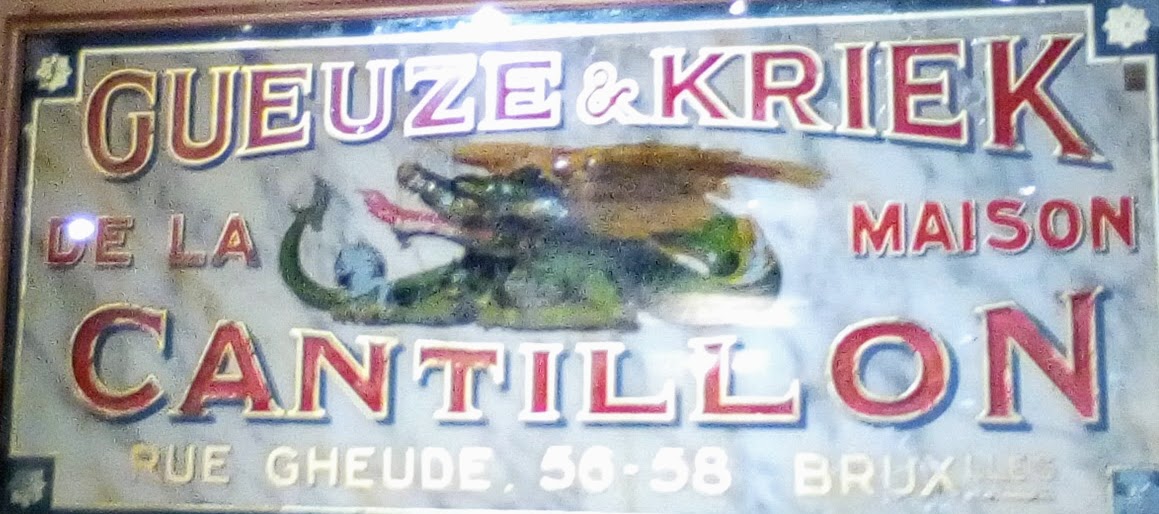 GUEUZE & KRIEK
DE LA MAISON
CANTILLON
RUE GHEUDE, 56-58 BRUXELLES